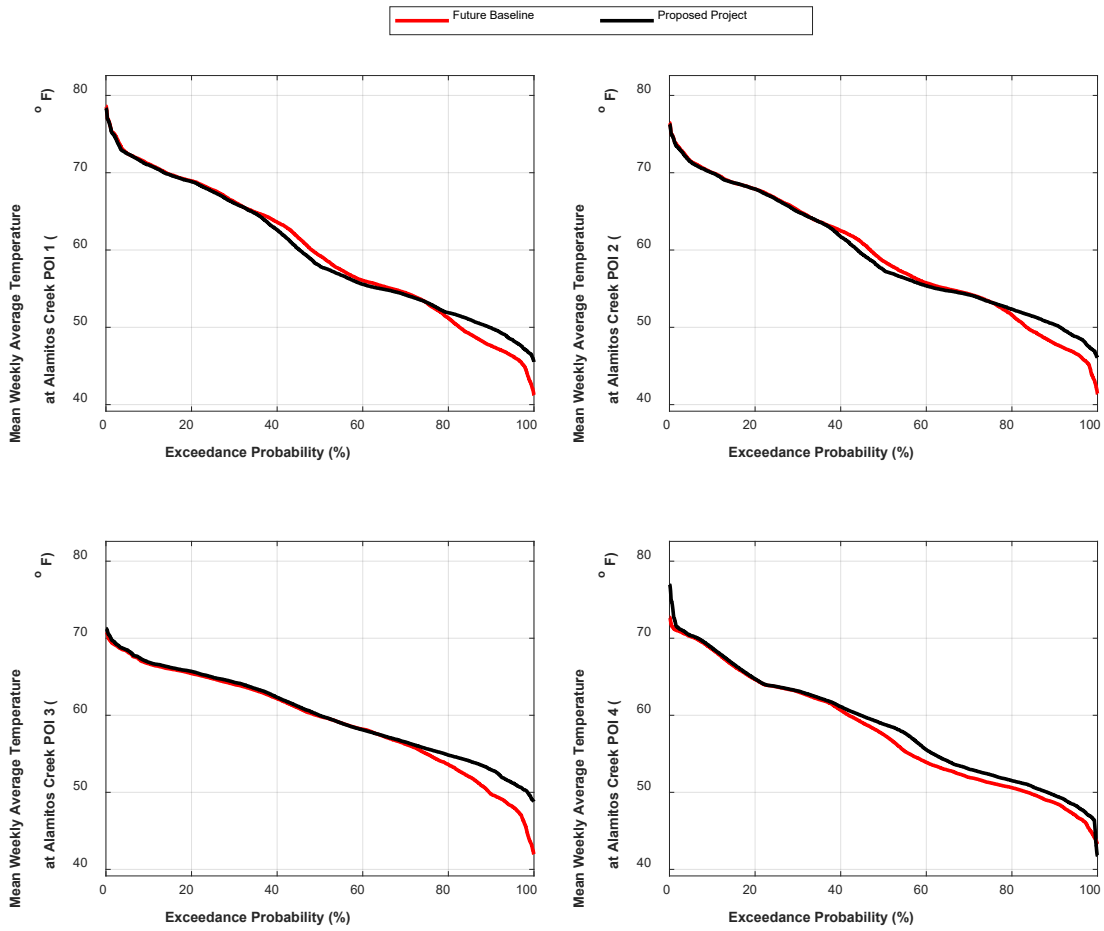 Future Baseline
Proposed Project
80
70
60
50
40
0 20 40 60 80 100
Exceedance Probability (%)
Mean Weekly Average Temperature
at Alamitos Creek POI 1 (
o F)
80
70
60
50
40
0 20 40 60 80 100
Exceedance Probability (%)
Mean Weekly Average Temperature
at Alamitos Creek POI 2 (
o F)
80
70
60
50
40
0 20 40 60 80 100
Exceedance Probability (%)
Mean Weekly Average Temperature
at Alamitos Creek POI 3 (
o F)
80
70
60
50
40
0 20 40 60 80 100
Exceedance Probability (%)
Mean Weekly Average Temperature
at Alamitos Creek POI 4 (
o F)